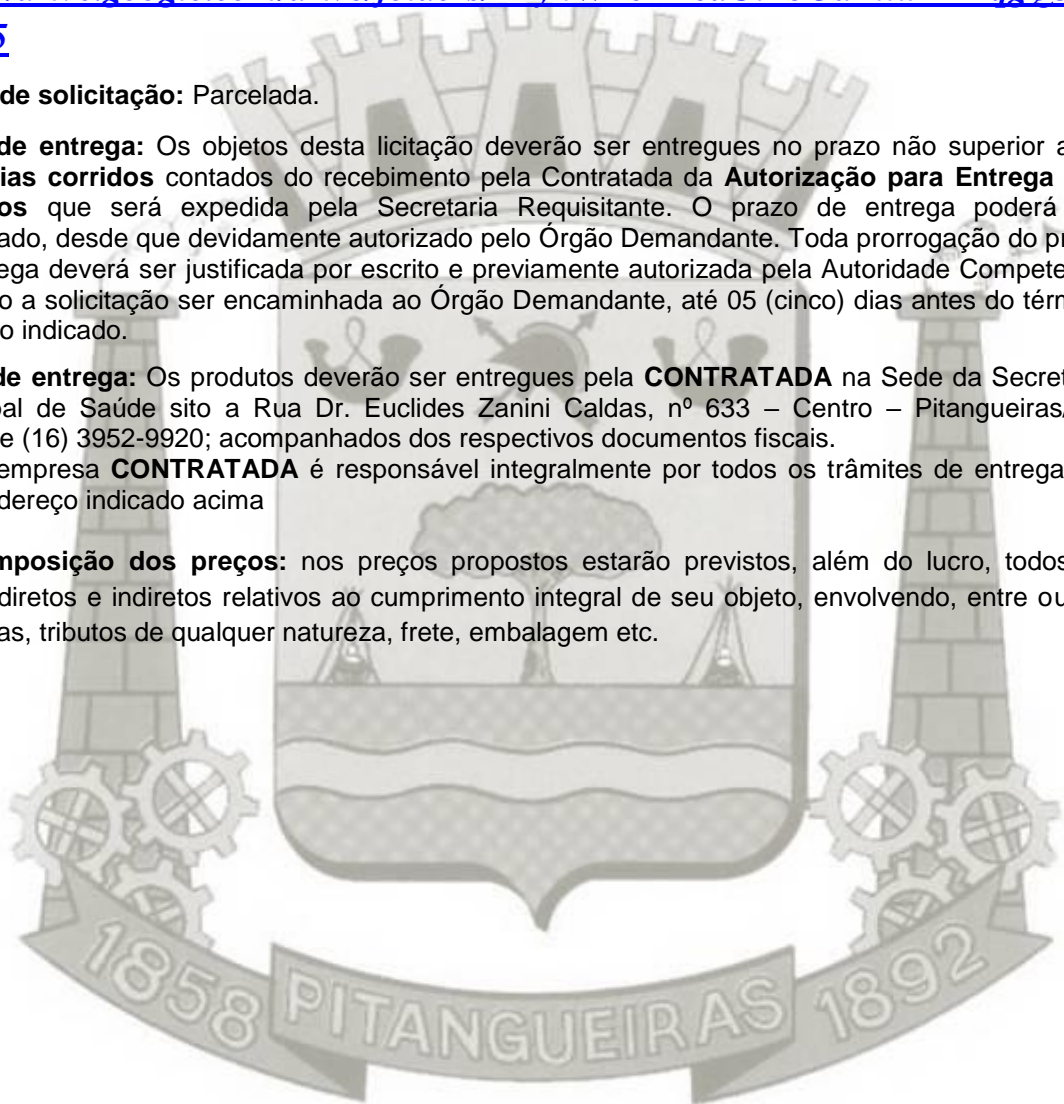 5
de solicitação: Parcelada.
de entrega: Os objetos desta licitação deverão ser entregues no prazo não superior a
ias corridos contados do recebimento pela Contratada da Autorização para Entrega
os que será expedida pela Secretaria Requisitante. O prazo de entrega poderá
ado, desde que devidamente autorizado pelo Órgão Demandante. Toda prorrogação do p
ega deverá ser justificada por escrito e previamente autorizada pela Autoridade Compete
o a solicitação ser encaminhada ao Órgão Demandante, até 05 (cinco) dias antes do térm
o indicado.
de entrega: Os produtos deverão ser entregues pela CONTRATADA na Sede da Secret
pal de Saúde sito a Rua Dr. Euclides Zanini Caldas, nº 633 – Centro – Pitangueiras/
e (16) 3952-9920; acompanhados dos respectivos documentos fiscais.
empresa CONTRATADA é responsável integralmente por todos os trâmites de entrega
dereço indicado acima
mposição dos preços: nos preços propostos estarão previstos, além do lucro, todos
diretos e indiretos relativos ao cumprimento integral de seu objeto, envolvendo, entre ou
as, tributos de qualquer natureza, frete, embalagem etc.
1858 PITANGUEIRAS 1892